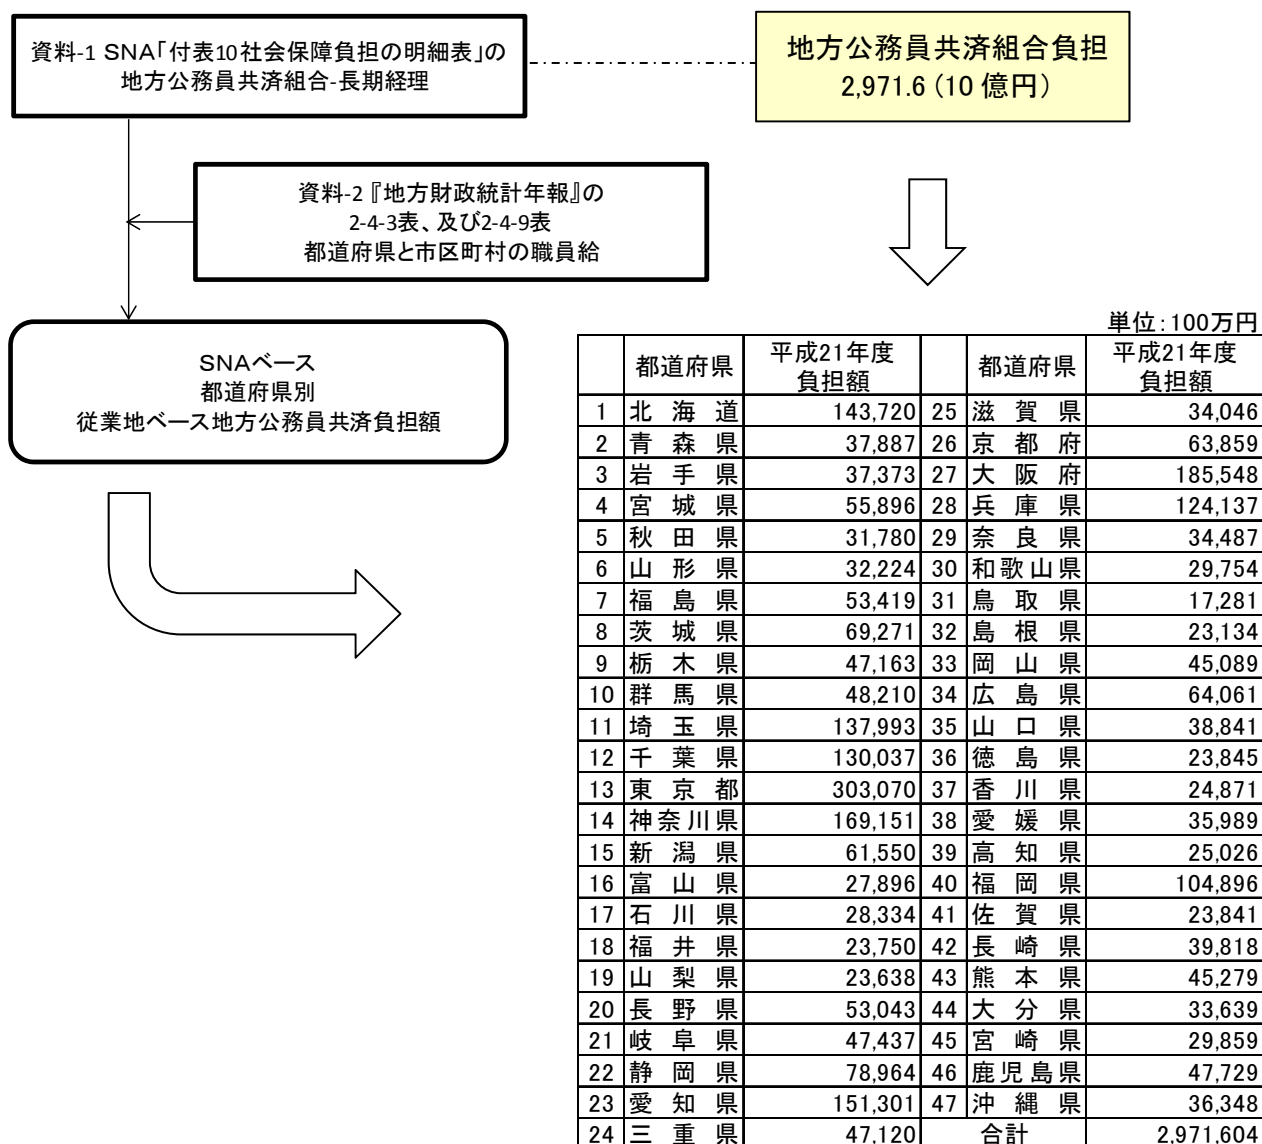 資料-1 SNA「付表10社会保障負担の明細表」の
地方公務員共済組合-長期経理
地方公務員共済組合負担
2,971.6 (10 億円)
資料-2 『地方財政統計年報』の
2-4-3表、及び2-4-9表
都道府県と市区町村の職員給
SNAベース
都道府県別
従業地ベース地方公務員共済負担額
単位:100万円
都道府県 平成21年度 負担額 都道府県 平成21年度 負担額
1 北海道 143,720 25 滋賀県 34,046
2 青森県 37,887 26 京都府 63,859
3 岩手県 37,373 27 大阪府 185,548
4 宮城県 55,896 28 兵庫県 124,137
5 秋田県 31,780 29 奈良県 34,487
6 山形県 32,224 30 和歌山県 29,754
7 福島県 53,419 31 鳥取県 17,281
8 茨城県 69,271 32 島根県 23,134
9 栃木県 47,163 33 岡山県 45,089
10 群馬県 48,210 34 広島県 64,061
11 埼玉県 137,993 35 山口県 38,841
12 千葉県 130,037 36 徳島県 23,845
13 東京都 303,070 37 香川県 24,871
14 神奈川県 169,151 38 愛媛県 35,989
15 新潟県 61,550 39 高知県 25,026
16 富山県 27,896 40 福岡県 104,896
17 石川県 28,334 41 佐賀県 23,841
18 福井県 23,750 42 長崎県 39,818
19 山梨県 23,638 43 熊本県 45,279
20 長野県 53,043 44 大分県 33,639
21 岐阜県 47,437 45 宮崎県 29,859
22 静岡県 78,964 46 鹿児島県 47,729
23 愛知県 151,301 47 沖縄県 36,348
24 三重県 47,120 合計 2,971,604